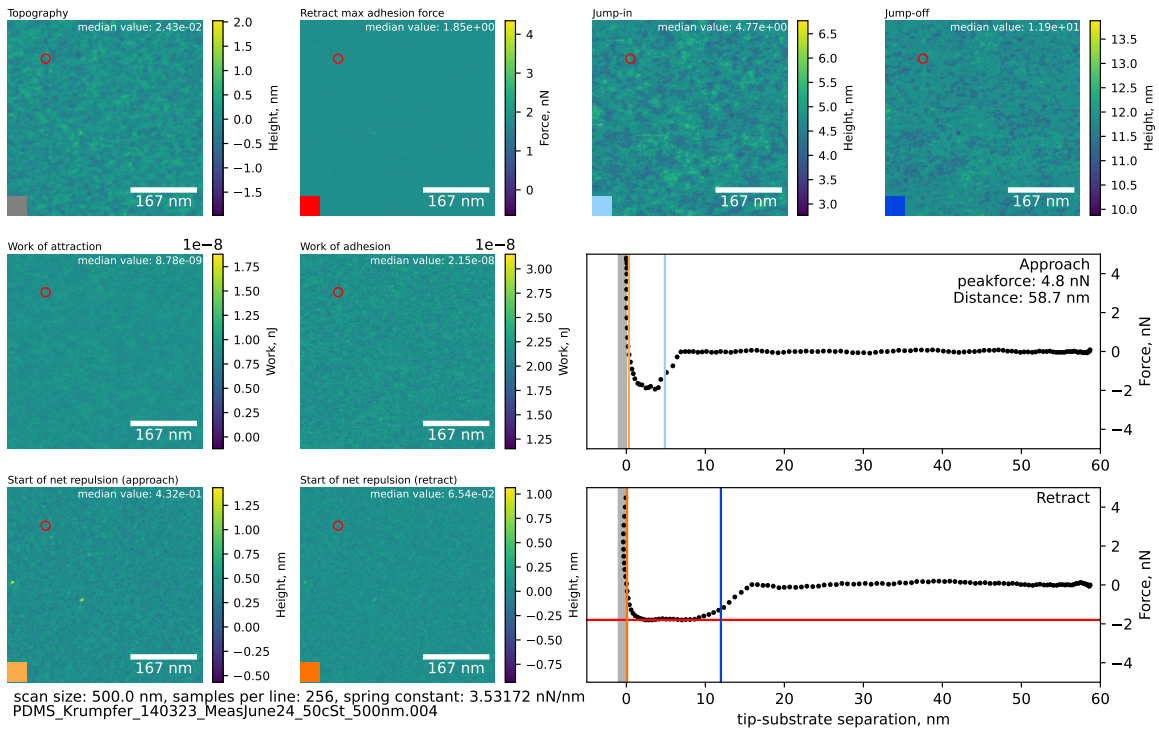 Topography
median value: 2.43e-02
2.0
1.5
1.0
0.5
0.0
−0.5
−1.0
−1.5
Height, nm
167 nm
Retract max adhesion force
median value: 1.85e+00
4
3
2
1
0
Force, nN
167 nm
Jump-in
median value: 4.77e+00
6.5
6.0
5.5
5.0
4.5
4.0
3.5
3.0
Height, nm
167 nm
Jump-off
median value: 1.19e+01
13.5
13.0
12.5
12.0
11.5
11.0
10.5
10.0
Height, nm
167 nm
Work of attraction
1e−8
median value: 8.78e-09
1.75
1.50
1.25
1.00
0.75
0.50
0.25
0.00
Work, nJ
167 nm
Work of adhesion
1e−8
median value: 2.15e-08
3.00
2.75
2.50
2.25
2.00
1.75
1.50
1.25
Work, nJ
167 nm
Approach
peakforce: 4.8 nN
Distance: 58.7 nm
4
2
0
−2
−4
Force, nN
0 10 20 30 40 50 60
Start of net repulsion (approach)
median value: 4.32e-01
1.25
1.00
0.75
0.50
0.25
0.00
−0.25
−0.50
Height, nm
167 nm
Start of net repulsion (retract)
median value: 6.54e-02
1.00
0.75
0.50
0.25
0.00
−0.25
−0.50
−0.75
Height, nm
167 nm
Retract
4
2
0
−2
−4
Force, nN
0 10 20 30 40 50 60
tip-substrate separation, nm
scan size: 500.0 nm, samples per line: 256, spring constant: 3.53172 nN/nm
PDMS_Krumpfer_140323_MeasJune24_50cSt_500nm.004